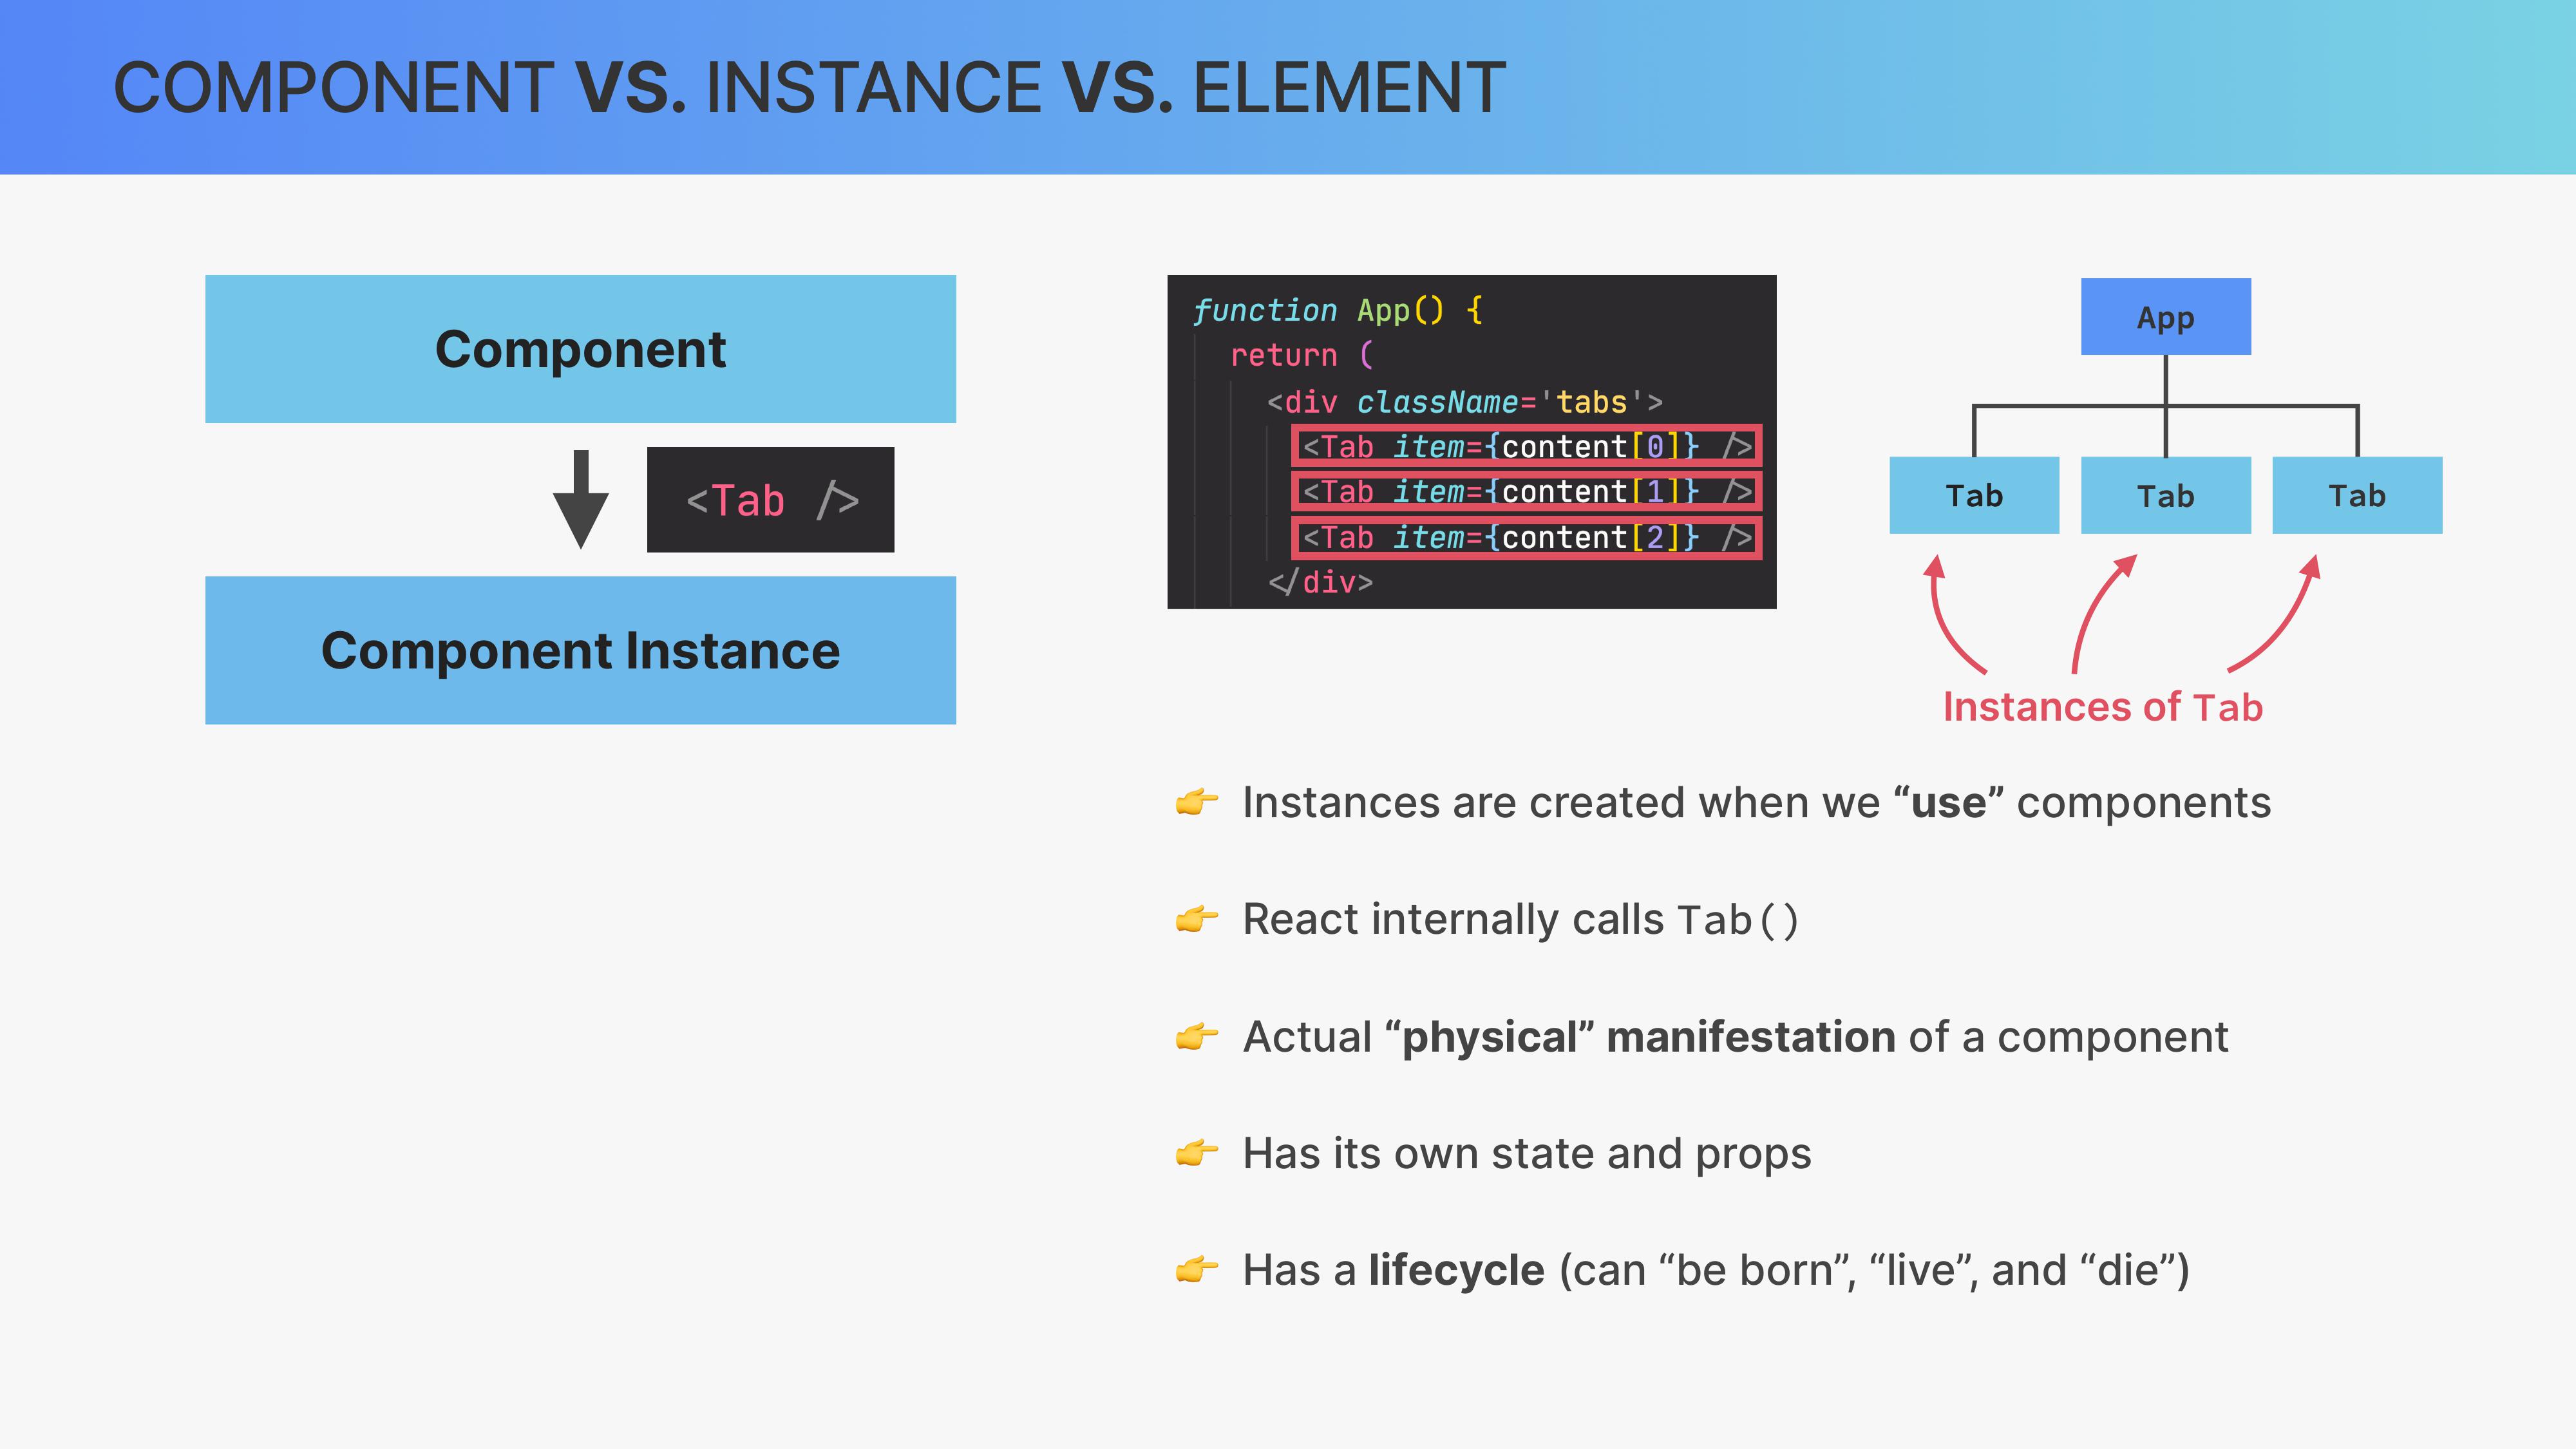 COMPONENT VS. INSTANCE VS. ELEMENT
Component
<Tab />
Component Instance
function App() {
return (
<div className='tabs'>
<Tab item={content[0]} />
<Tab item={content[1]} />
<Tab item={content[2]} />
</div>
App
Tab Tab Tab
Instances of Tab
👉 Instances are created when we “use” components
👉 React internally calls Tab()
👉 Actual “physical” manifestation of a component
👉 Has its own state and props
👉 Has a lifecycle (can “be born”, “live”, and “die”)